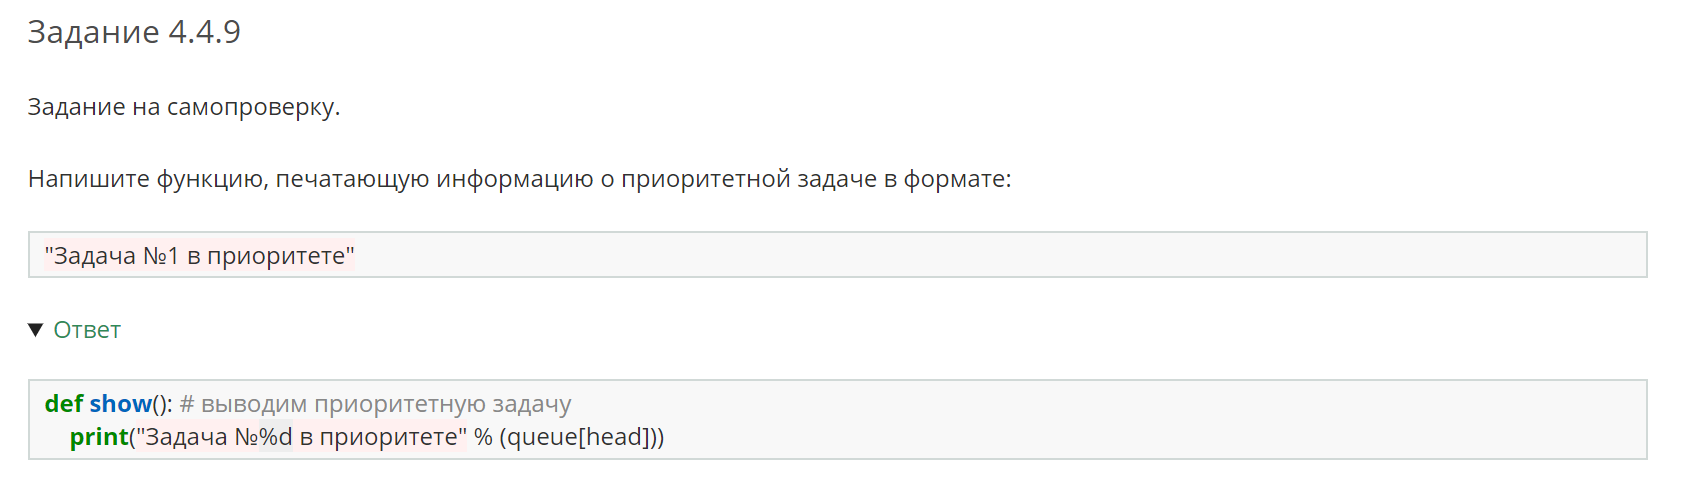 Задание 4.4.9
Задание на самопроверку.
Напишите функцию, печатающую информацию о приоритетной задаче в формате:
"Задача №1 в приоритете"
Ответ
def show(): # выводим приоритетную задачу
    print("Задача №%d в приоритете" % (queue[head]))